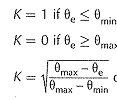 K = 1 if θe ≤ θmin
K = 0 if θe ≥ θmax
K = √((θmax − θe) / (θmax − θmin))